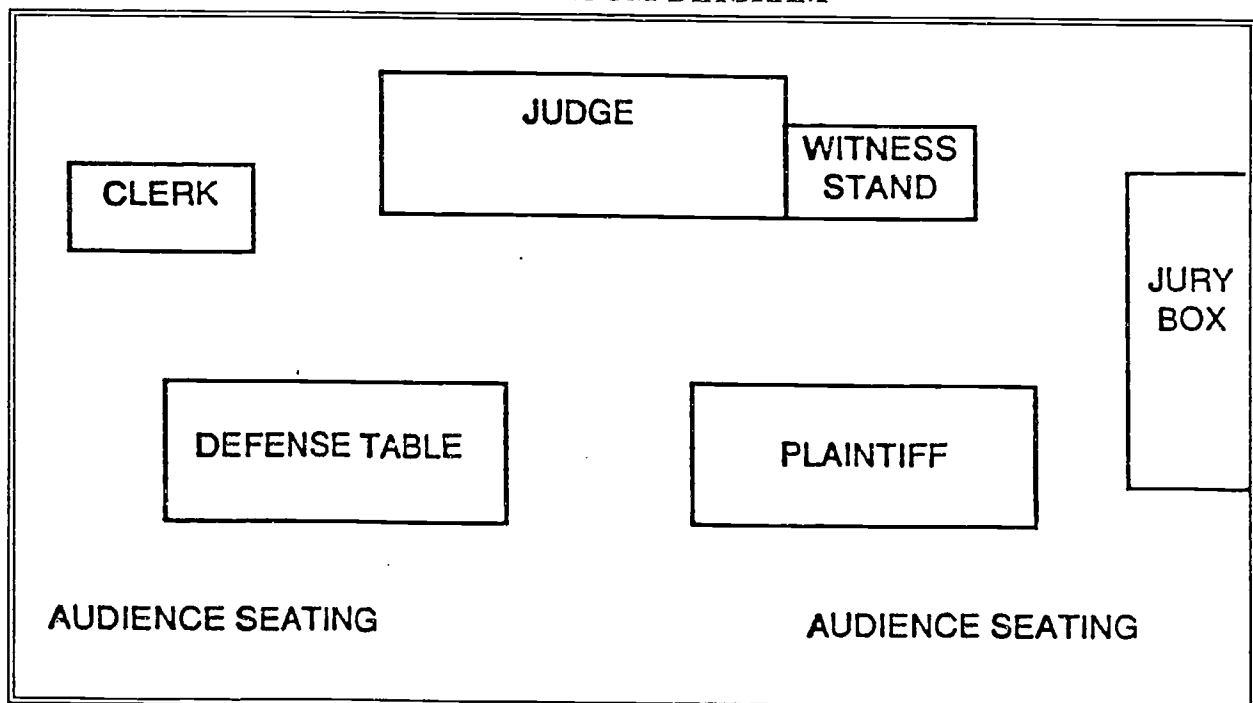 JUDGE
WITNESS
STAND
CLERK
JURY
BOX
DEFENSE TABLE
PLAINTIFF
AUDIENCE SEATING
AUDIENCE SEATING